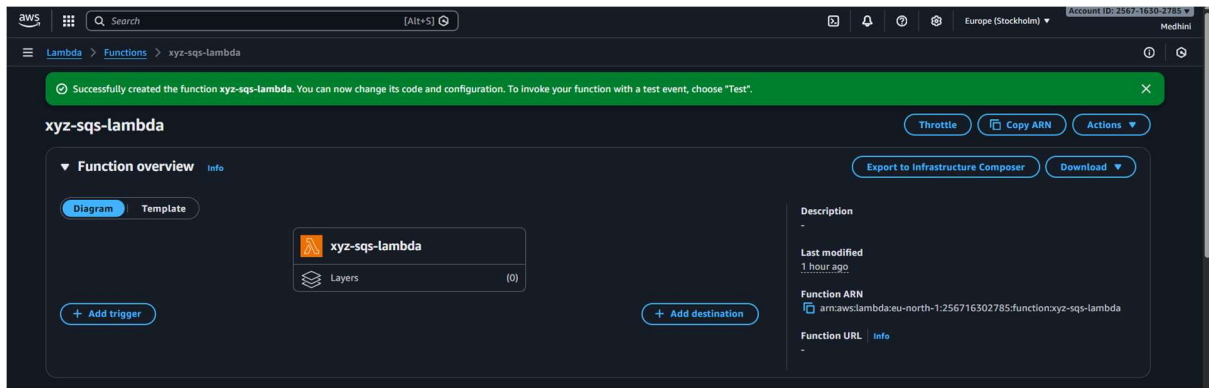 aws
Search [Alt+S]
Europe (Stockholm) ▼
Account ID: 2567-1630-2785 ▼
Medhini
Lambda > Functions > xyz-sqs-lambda
Successfully created the function xyz-sqs-lambda. You can now change its code and configuration. To invoke your function with a test event, choose "Test".
xyz-sqs-lambda
Throttle Copy ARN Actions ▼
▼ Function overview Info
Export to Infrastructure Composer Download ▼
Diagram Template
xyz-sqs-lambda
Layers (0)
+ Add trigger
+ Add destination
Description
-
Last modified
1 hour ago
Function ARN
arn:aws:lambda:eu-north-1:256716302785:function:xyz-sqs-lambda
Function URL Info
-